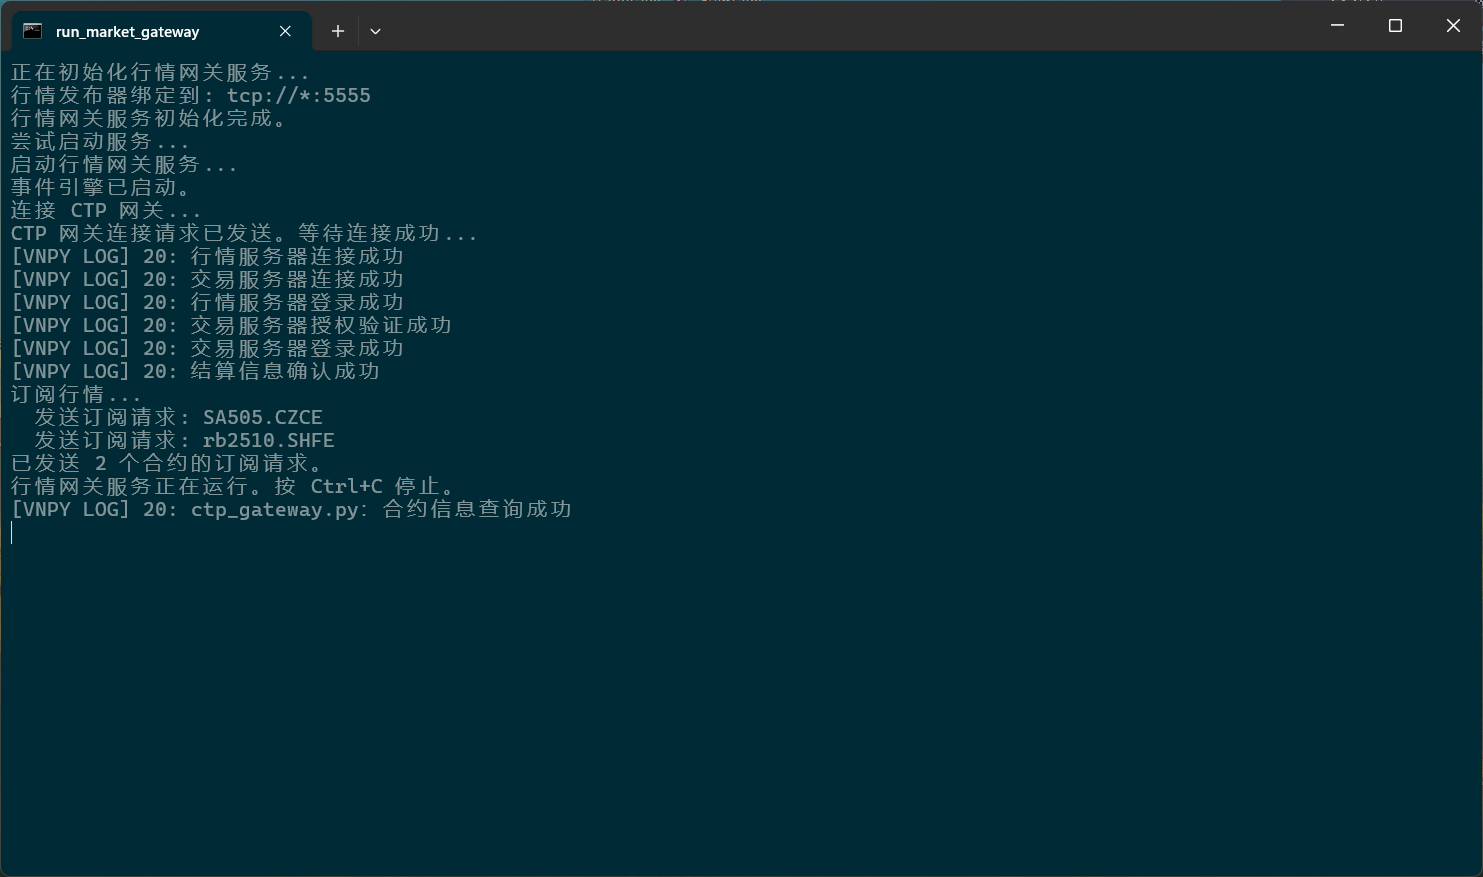 run_market_gateway
正在初始化行情网关服务...
行情发布器绑定到: tcp://*:5555
行情网关服务初始化完成。
尝试启动服务...
启动行情网关服务...
事件引擎已启动。
连接 CTP 网关...
CTP 网关连接请求已发送。等待连接成功...
[VNPY LOG] 20: 行情服务器连接成功
[VNPY LOG] 20: 交易服务器连接成功
[VNPY LOG] 20: 行情服务器登录成功
[VNPY LOG] 20: 交易服务器授权验证成功
[VNPY LOG] 20: 交易服务器登录成功
[VNPY LOG] 20: 结算信息确认成功
订阅行情...
  发送订阅请求: SA505.CZCE
  发送订阅请求: rb2510.SHFE
已发送 2 个合约的订阅请求。
行情网关服务正在运行。按 Ctrl+C 停止。
[VNPY LOG] 20: ctp_gateway.py: 合约信息查询成功